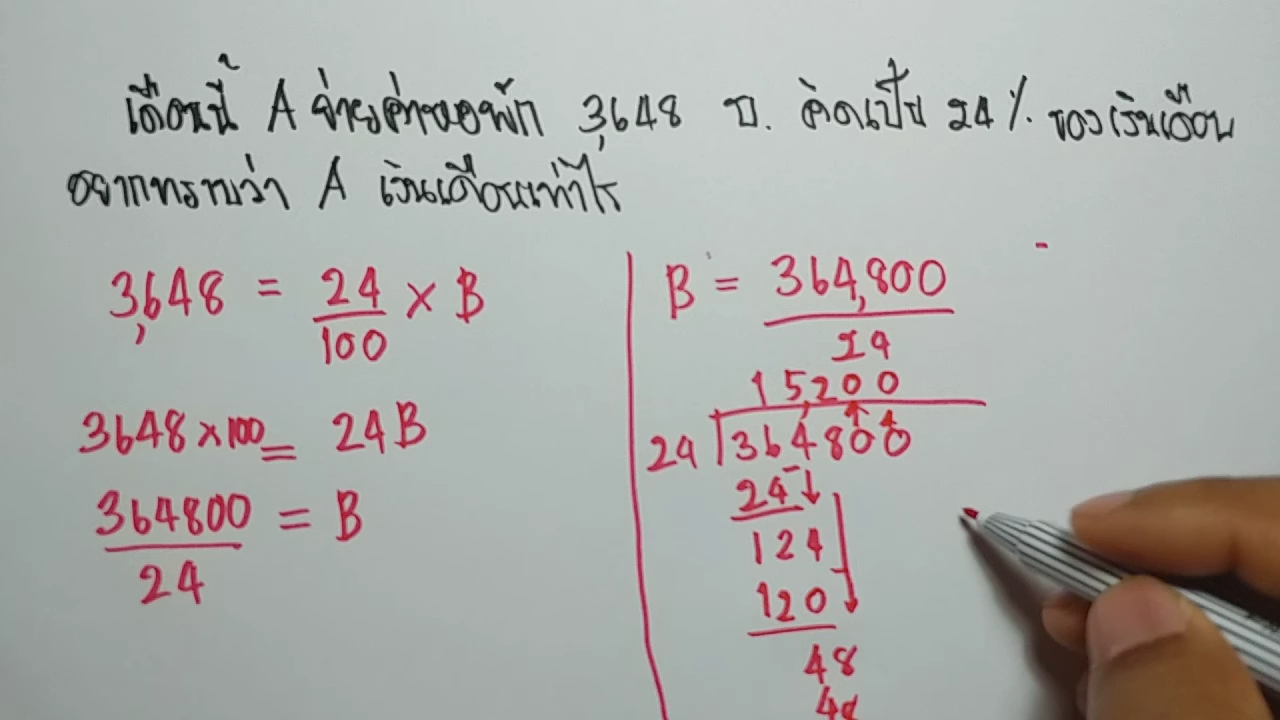 เดือนนี้ A จ่ายค่าหอพัก 3,648 บ. คิดเป็น 24% ของเงินเดือน
อยากทราบว่า A เงินเดือนเท่าไร
3,648 = 24/100 × B
3648 × 100 = 24B
364800/24 = B
B = 364,800/24
15,200
24 364800
24
124
120
48
48